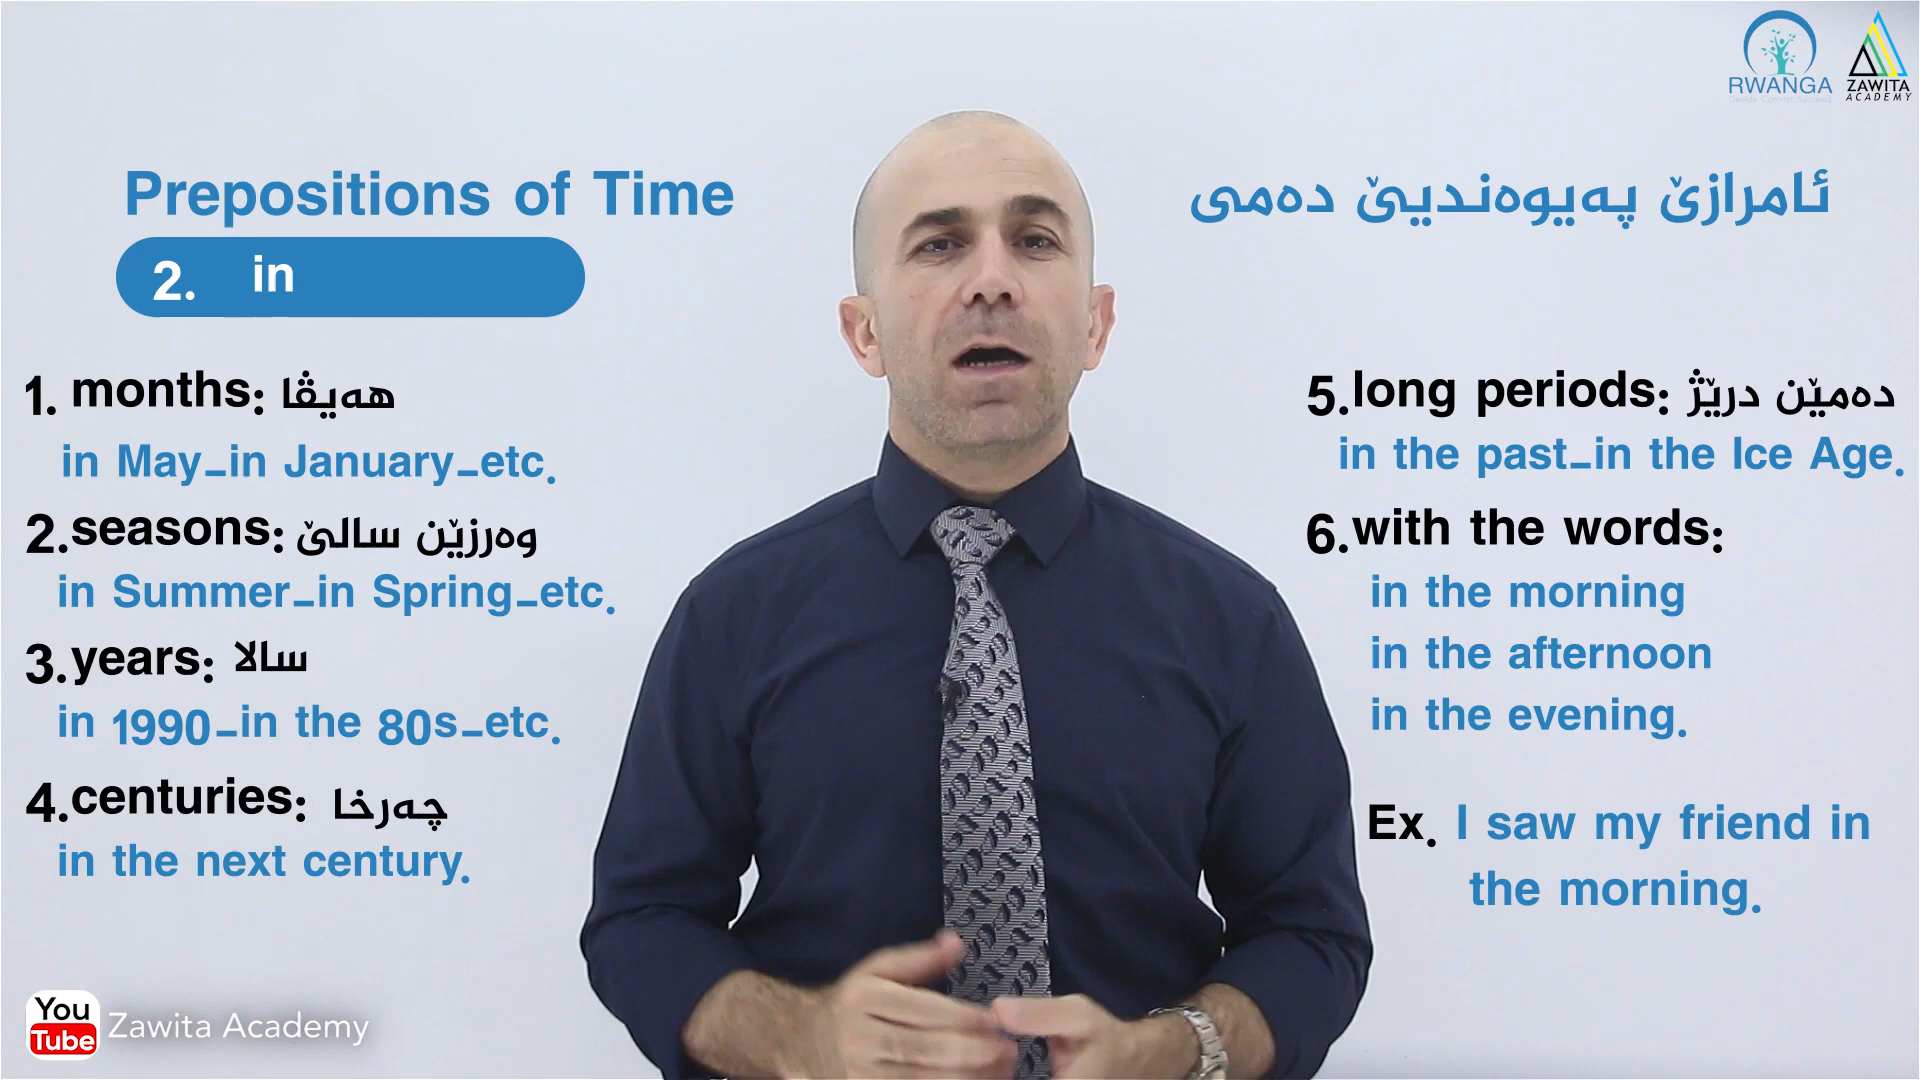 RWANGA
ZAWITA
ACADEMY
Prepositions of Time
ئامرازێ پەیوەندیێ دەمی
2. in
1. months: هەیڤا
in May_in January_etc.
2.seasons: وەرزێن سالێ
in Summer_in Spring_etc.
3.years: سالا
in 1990_in the 80s_etc.
4.centuries: چەرخا
in the next century.
5.long periods: دەمێن درێژ
in the past_in the Ice Age.
6.with the words:
in the morning
in the afternoon
in the evening.
Ex. I saw my friend in
the morning.
You
Tube
Zawita Academy